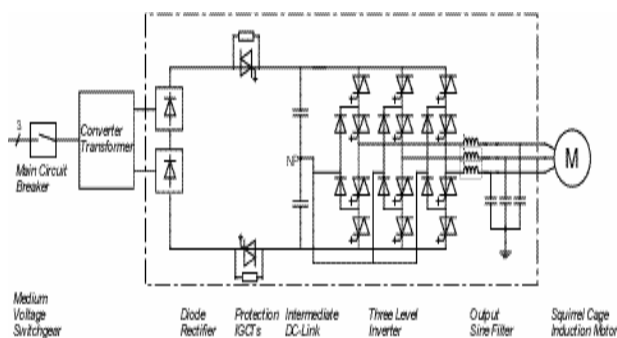 3
Main Circuit
Breaker
Converter
Transformer
NP
M
Medium
Voltage
Switchgear
Diode
Rectifier
Protection
IGCTs
Intermediate
DC-Link
Three Level
Inverter
Output
Sine Filter
Squirrel Cage
Induction Motor